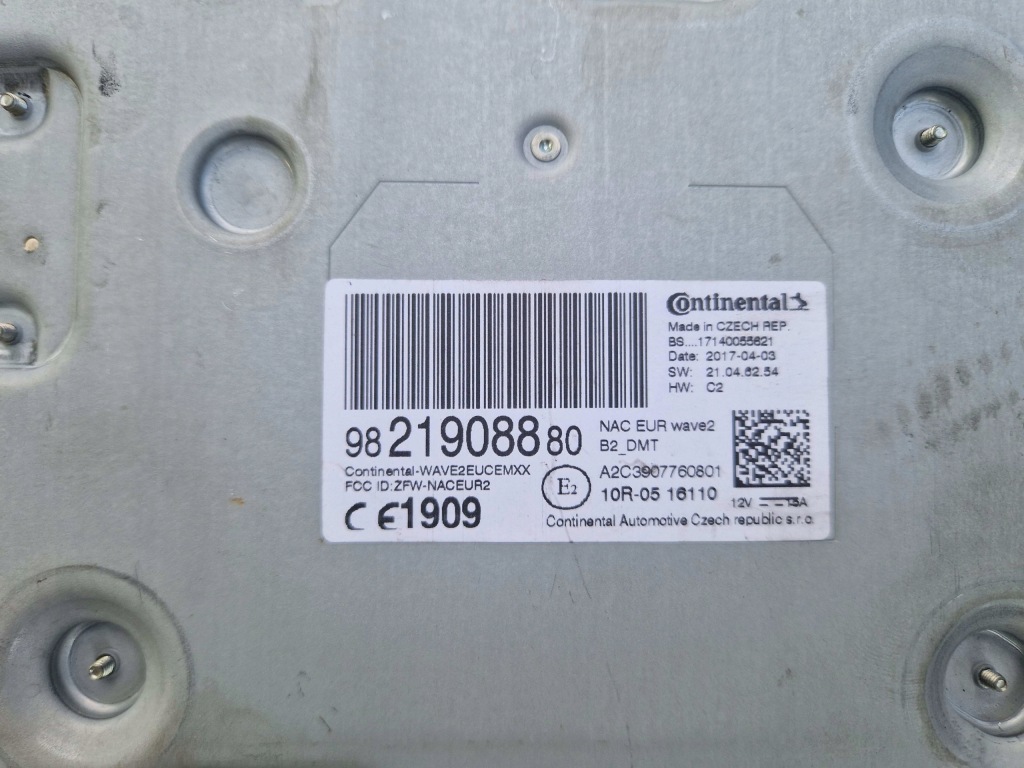 Continental
Made in CZECH REP.
BS....17140055621
Date: 2017-04-03
SW: 21.04.62.54
HW: C2
98 219088 80
NAC EUR wave2
B2_DMT
Continental-WAVE2EUCEMXX
FCC ID:ZFW-NACEUR2
A2C3907760801
E2
10R-05 16110
12V 15A
CE1909
Continental Automotive Czech republic s.r.o.